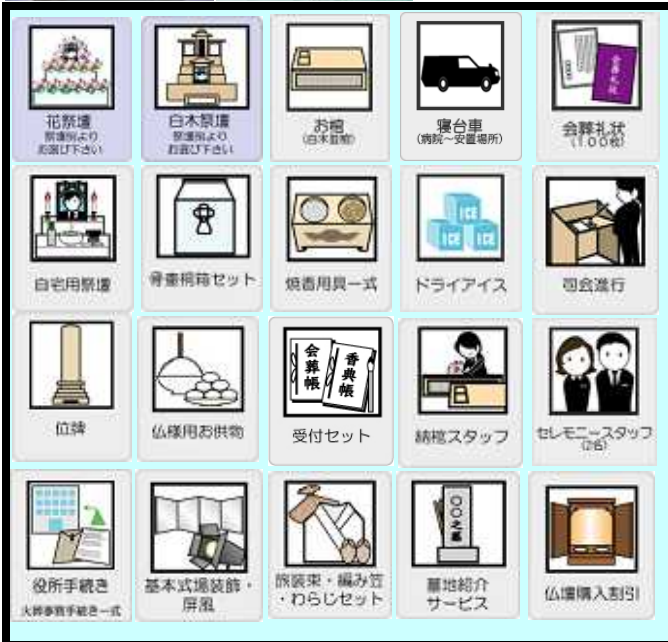 花祭壇
祭壇例より
お選び下さい
白木祭壇
祭壇例より
お選び下さい
お棺
寝台車
(病院~安置場所)
会葬礼状
会葬礼状
(100枚)
自宅用祭壇
骨壷桐箱セット
焼香用具一式
ICE
ICE
ICE
ドライアイス
司会進行
位牌
仏様用お供物
会葬帳
香典帳
受付セット
納棺スタッフ
セレモニースタッフ
(2名)
役所手続き
火葬事務手続き一式
基本式場装飾・
屏風
旅装束・編み笠
・わらじセット
〇〇之墓
墓地紹介
サービス
仏壇購入割引